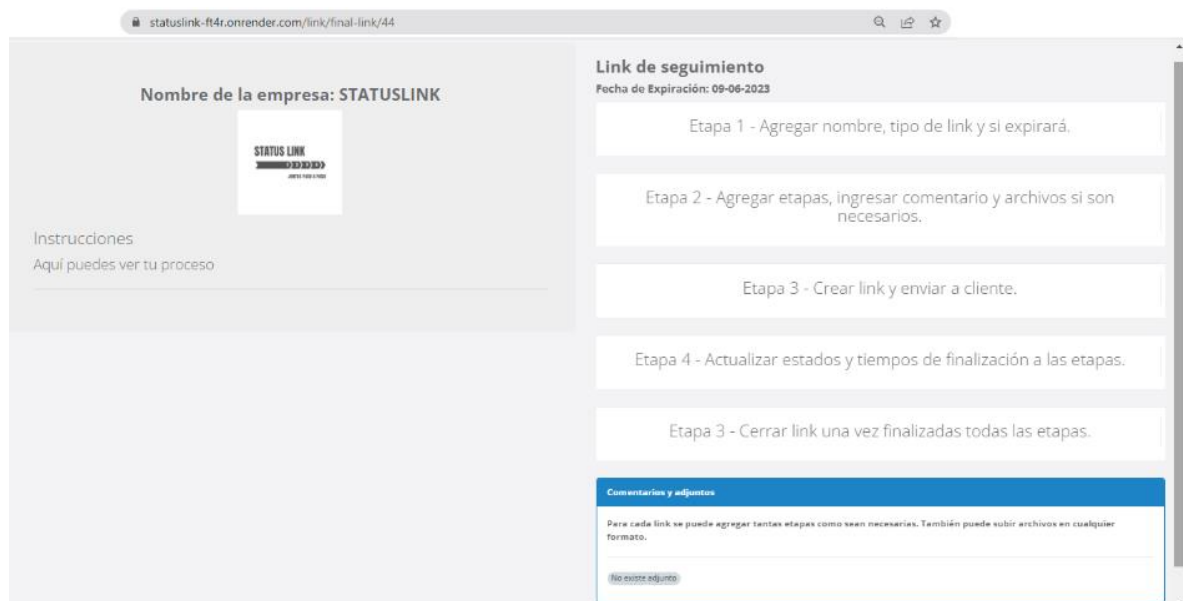 statuslink-ft4r.onrender.com/link/final-link/44
Nombre de la empresa: STATUSLINK
STATUS LINK
JUNTOS PASO A PASO
Instrucciones
Aquí puedes ver tu proceso
Link de seguimiento
Fecha de Expiración: 09-06-2023
Etapa 1 - Agregar nombre, tipo de link y si expirará.
Etapa 2 - Agregar etapas, ingresar comentario y archivos si son
necesarios.
Etapa 3 - Crear link y enviar a cliente.
Etapa 4 - Actualizar estados y tiempos de finalización a las etapas.
Etapa 3 - Cerrar link una vez finalizadas todas las etapas.
Comentarios y adjuntos
Para cada link se puede agregar tantas etapas como sean necesarias. También puede subir archivos en cualquier
formato.
No existe adjunto